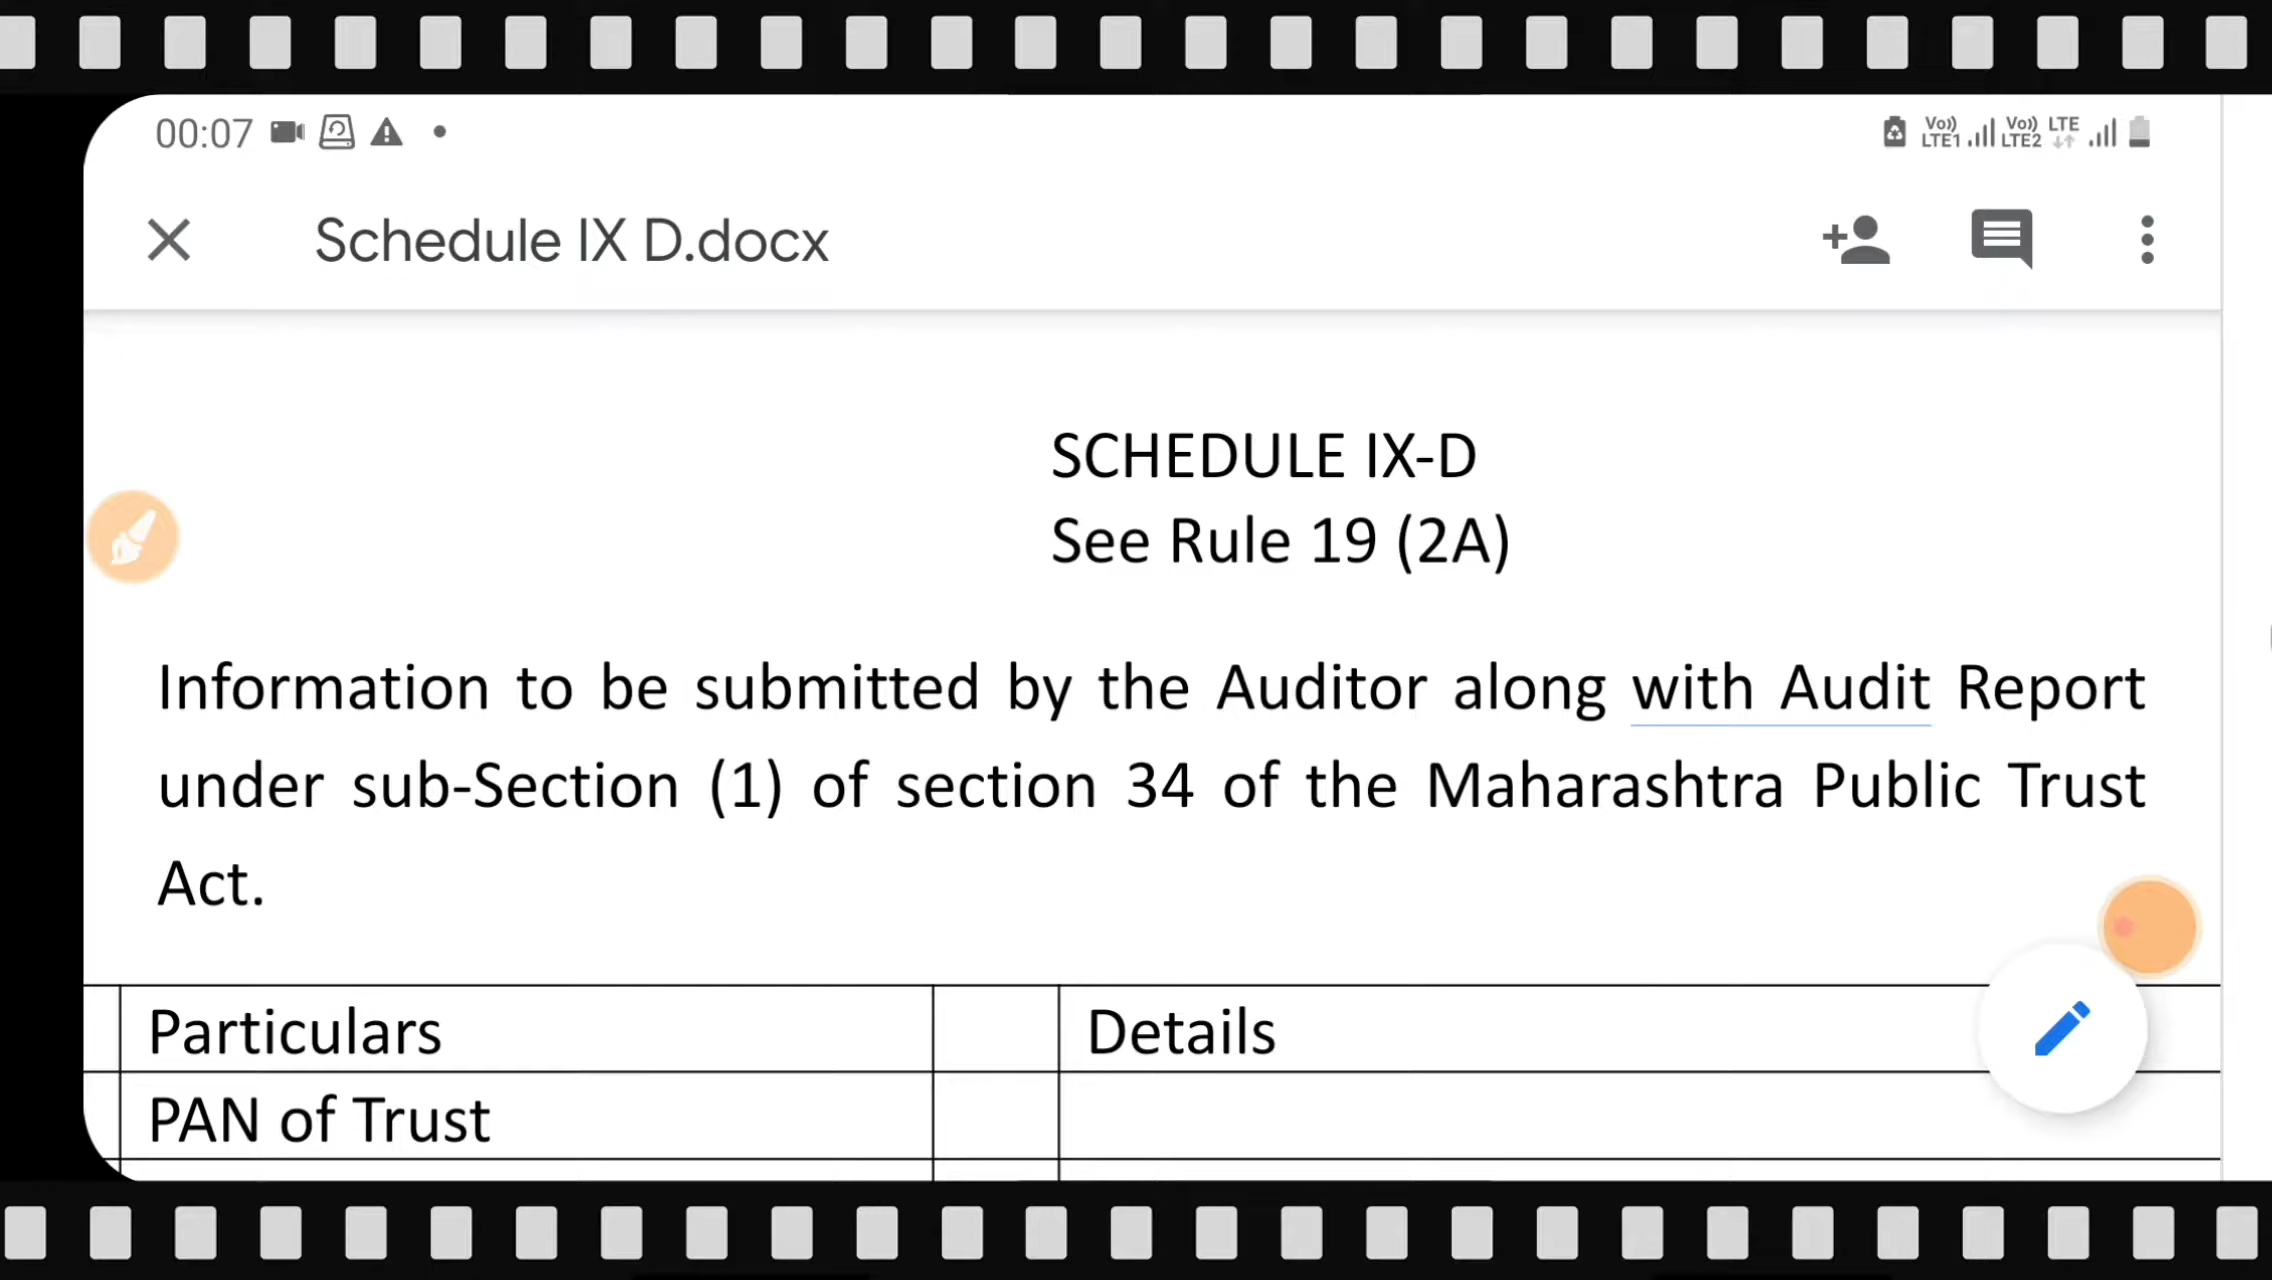 00:07 Vo)) LTE1 Vo)) LTE2 LTE
Schedule IX D.docx
SCHEDULE IX-D
See Rule 19 (2A)
Information to be submitted by the Auditor along with Audit Report
under sub-Section (1) of section 34 of the Maharashtra Public Trust
Act.
Particulars Details
PAN of Trust